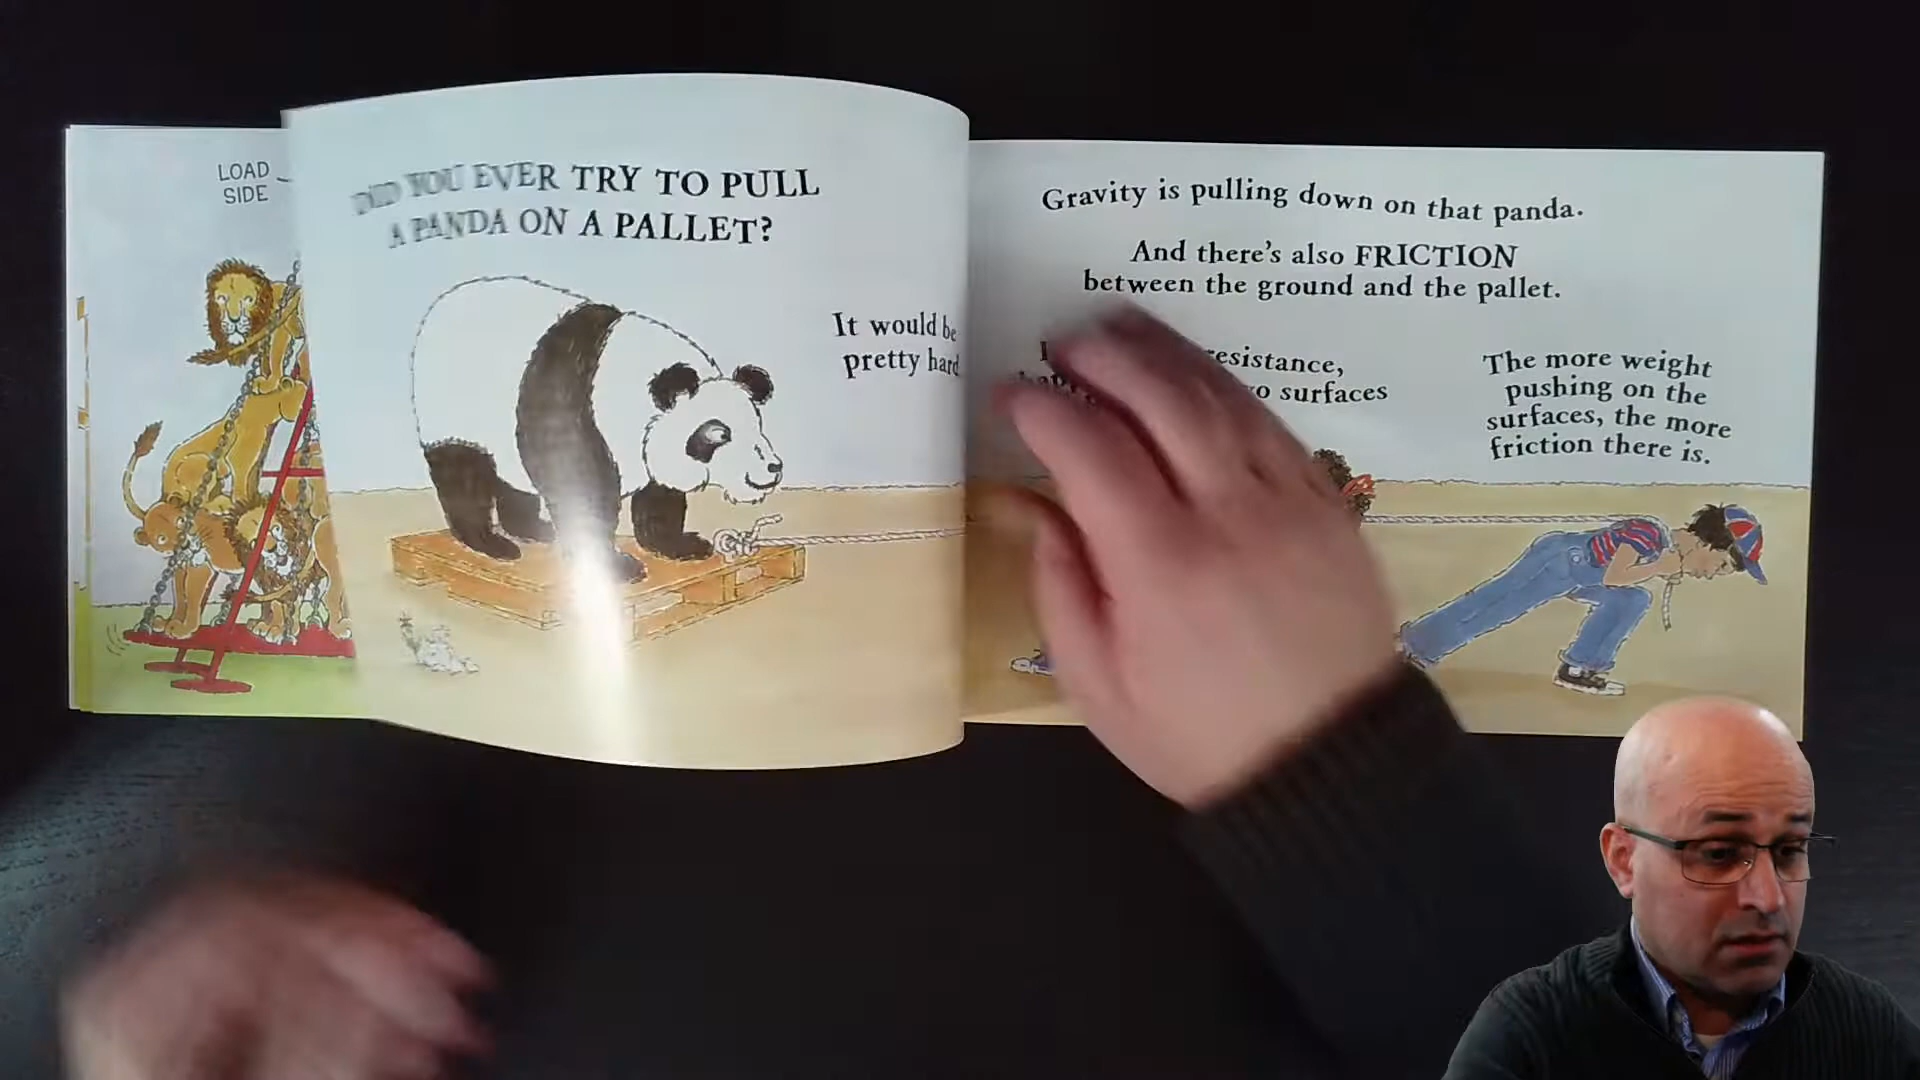 LOAD
SIDE
DID YOU EVER TRY TO PULL
A PANDA ON A PALLET?
It would be
pretty hard
Gravity is pulling down on that panda.
And there's also FRICTION
between the ground and the pallet.
resistance,
surfaces
The more weight
pushing on the
surfaces, the more
friction there is.